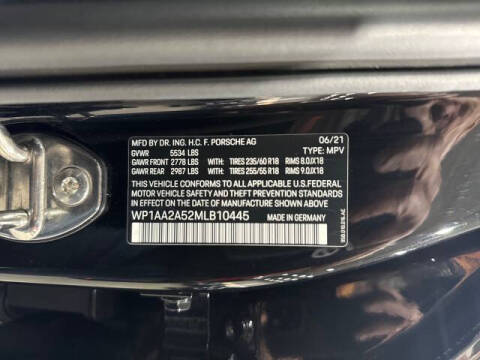 MFD BY DR. ING. H.C. F. PORSCHE AG 06/21
GVWR 5534 LBS TYPE: MPV
GAWR FRONT 2778 LBS WITH: TIRES 235/60 R18 RIMS 8.0JX18
GAWR REAR 2987 LBS WITH: TIRES 255/55 R18 RIMS 9.0JX18
THIS VEHICLE CONFORMS TO ALL APPLICABLE U.S.FEDERAL
MOTOR VEHICLE SAFETY AND THEFT PREVENTION STANDARDS
IN EFFECT ON THE DATE OF MANUFACTURE SHOWN ABOVE.
WP1AA2A52MLB10445 MADE IN GERMANY